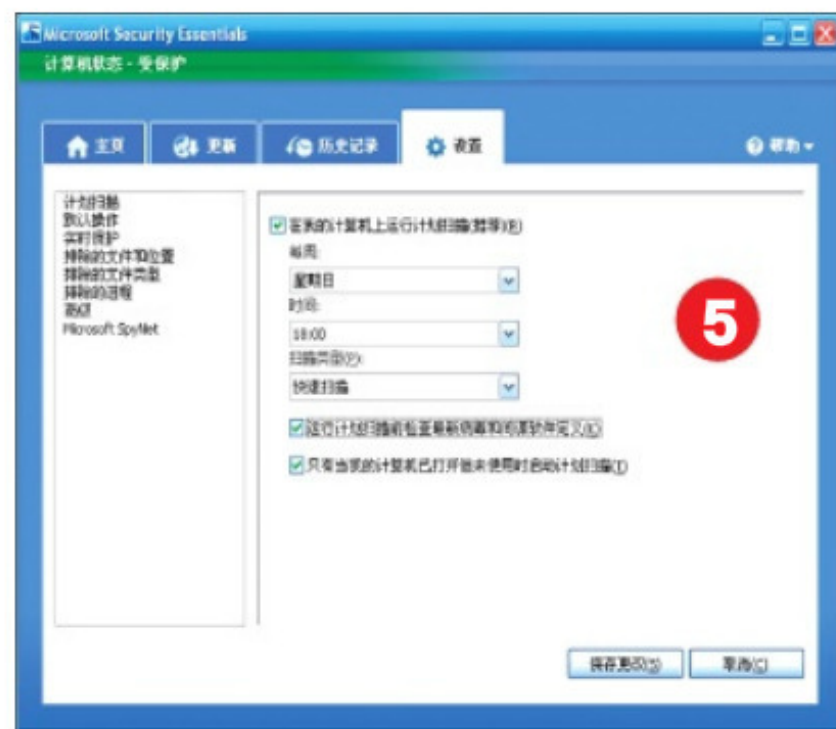 Microsoft Security Essentials
计算机状态 - 受保护
主页
更新
历史记录
设置
帮助
计划扫描
默认操作
实时保护
排除的文件和位置
排除的文件类型
排除的进程
高级
Microsoft SpyNet
在我的计算机上运行计划扫描(推荐)(R)
每周:
星期日
时间:
18:00
扫描类型(P):
快速扫描
运行计划扫描前检查最新病毒和间谍软件定义(K)
只有当我的计算机已打开但未使用时启动计划扫描(I)
保存更改(S)
取消(C)
5